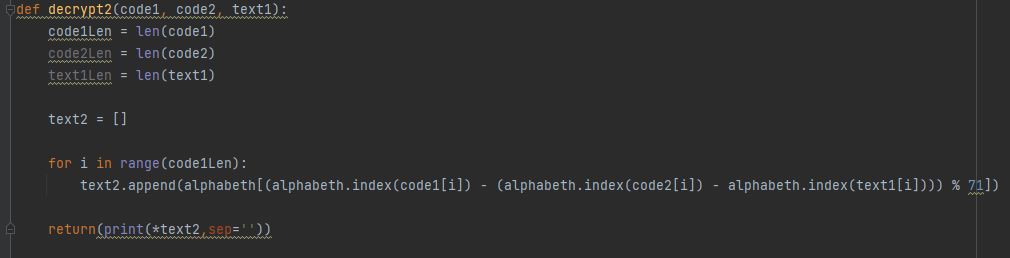 def decrypt2(code1, code2, text1):
    code1Len = len(code1)
    code2Len = len(code2)
    text1Len = len(text1)

    text2 = []

    for i in range(code1Len):
        text2.append(alphabeth[(alphabeth.index(code1[i]) - (alphabeth.index(code2[i]) - alphabeth.index(text1[i]))) % 71])

    return(print(*text2,sep=''))